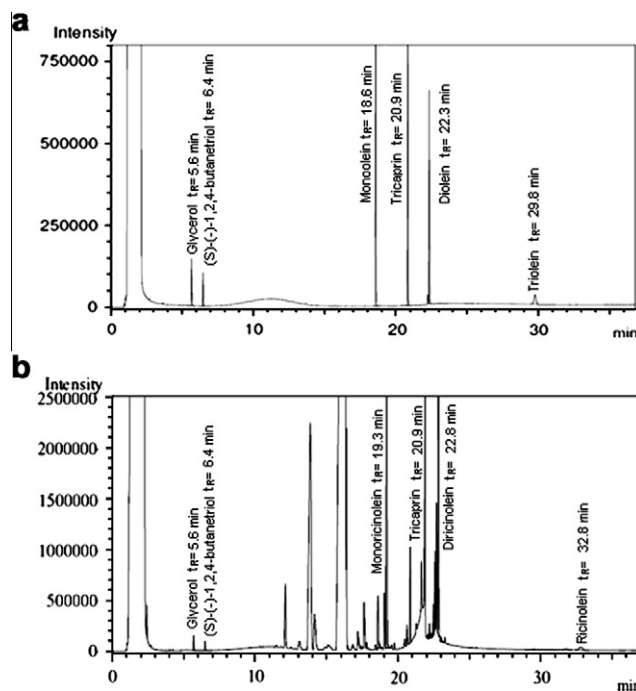 a
Intensity
750000
500000
250000
0
Glycerol tR= 5.6 min
(S)-(-)-1,2,4-butanetriol tR= 6.4 min
Monoolein tR= 18.6 min
Tricaprin tR= 20.9 min
Diolein tR= 22.3 min
Triolein tR= 29.8 min
0
10
20
30
min
b
Intensity
2500000
2000000
1500000
1000000
500000
0
Glycerol tR= 5.6 min
(S)-(-)-1,2,4-butanetriol tR= 6.4 min
Monoricinolein tR= 19.3 min
Tricaprin tR= 20.9 min
Diricinolein tR= 22.8 min
Ricinolein tR= 32.8 min
0
10
20
30
min